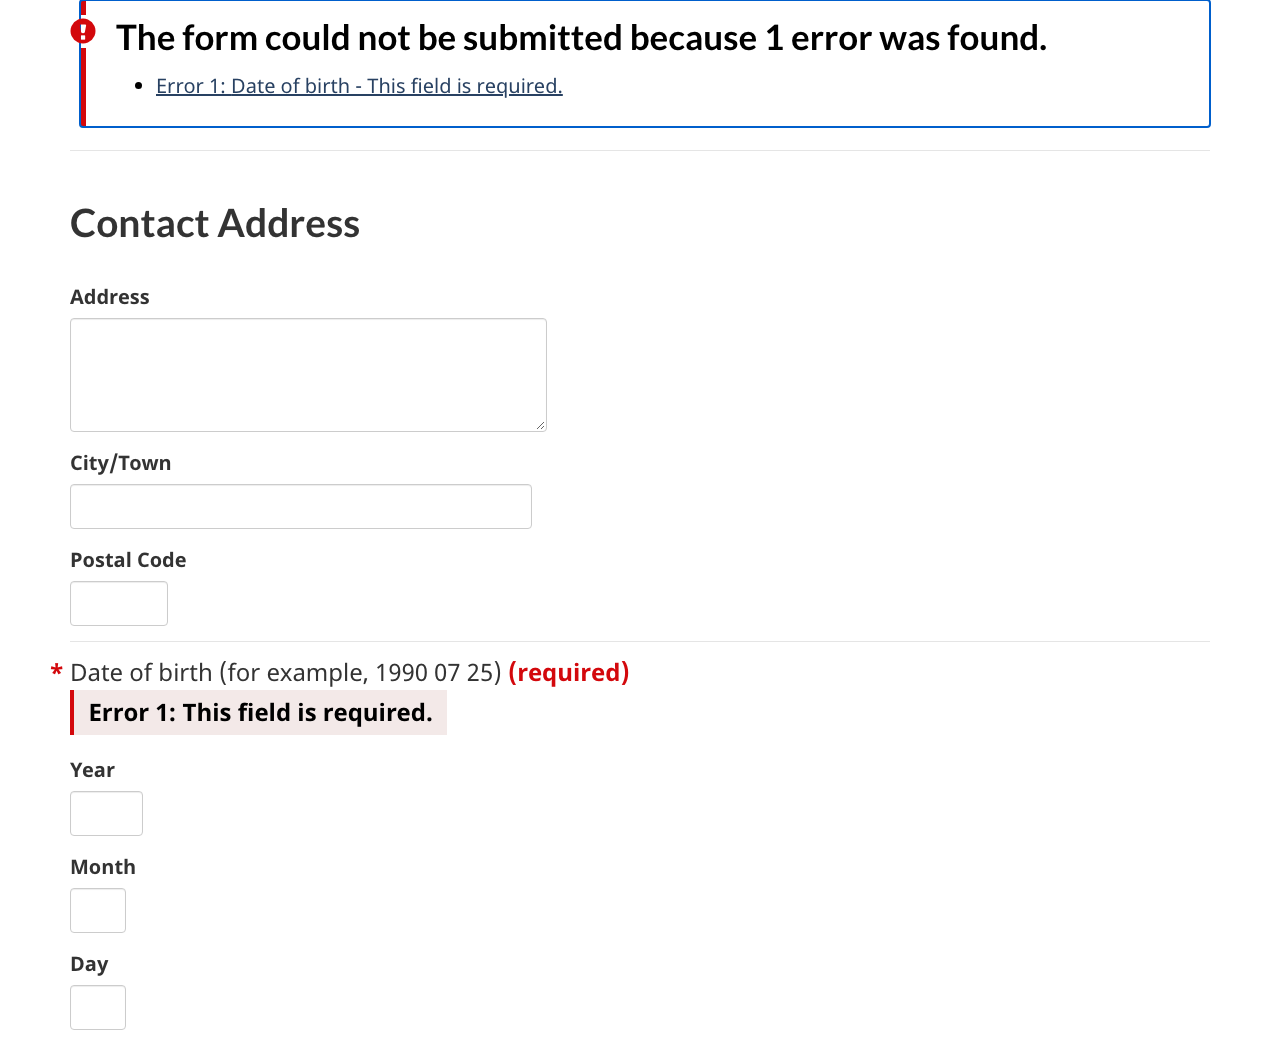 The form could not be submitted because 1 error was found.
Error 1: Date of birth - This field is required.
Contact Address
Address
City/Town
Postal Code
* Date of birth (for example, 1990 07 25) (required)
Error 1: This field is required.
Year
Month
Day